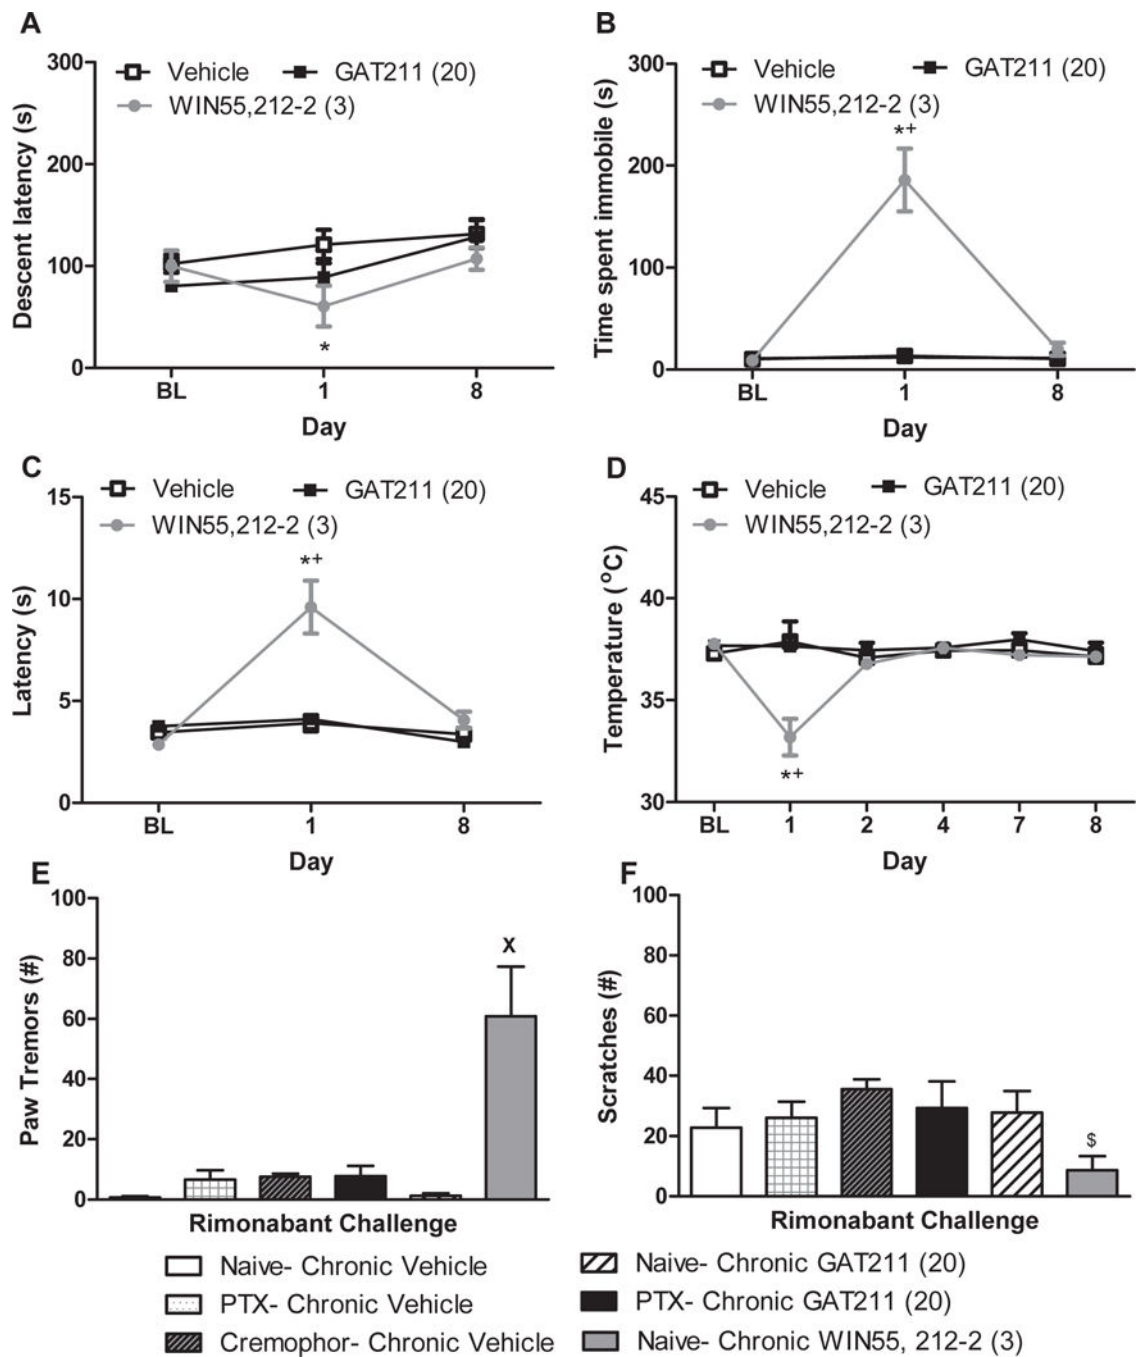 A
Descent latency (s)
300
200
100
0
Vehicle
GAT211 (20)
WIN55,212-2 (3)
*
BL 1 8
Day
B
Time spent immobile (s)
300
200
100
0
Vehicle
GAT211 (20)
WIN55,212-2 (3)
*+
BL 1 8
Day
C
Latency (s)
15
10
5
0
Vehicle
GAT211 (20)
WIN55,212-2 (3)
*+
BL 1 8
Day
D
Temperature (°C)
45
40
35
30
Vehicle
GAT211 (20)
WIN55,212-2 (3)
*+
BL 1 2 4 7 8
Day
E
Paw Tremors (#)
100
80
60
40
20
0
X
Rimonabant Challenge
F
Scratches (#)
100
80
60
40
20
0
$
Rimonabant Challenge
Naive- Chronic Vehicle
PTX- Chronic Vehicle
Cremophor- Chronic Vehicle
Naive- Chronic GAT211 (20)
PTX- Chronic GAT211 (20)
Naive- Chronic WIN55, 212-2 (3)